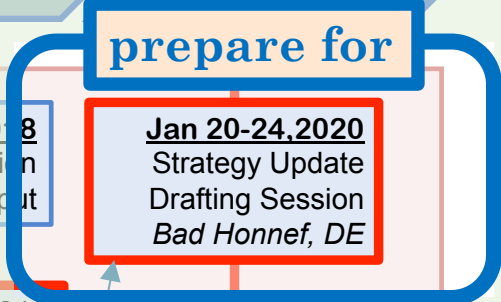 prepare for
Jan 20-24,2020
Strategy Update
Drafting Session
Bad Honnef, DE